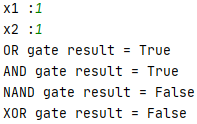 x1 :1
x2 :1
OR gate result = True
AND gate result = True
NAND gate result = False
XOR gate result = False